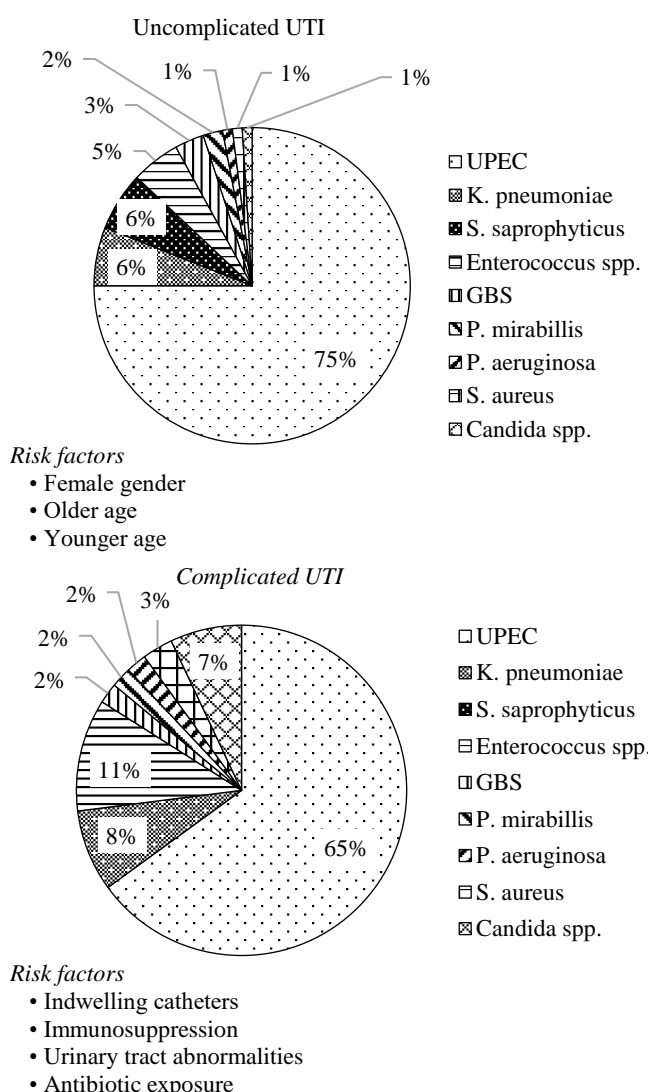 Uncomplicated UTI
2%
1%
1%
1%
3%
5%
6%
6%
75%
UPEC
K. pneumoniae
S. saprophyticus
Enterococcus spp.
GBS
P. mirabillis
P. aeruginosa
S. aureus
Candida spp.
Risk factors
• Female gender
• Older age
• Younger age
Complicated UTI
2%
3%
2%
2%
7%
11%
8%
65%
UPEC
K. pneumoniae
S. saprophyticus
Enterococcus spp.
GBS
P. mirabillis
P. aeruginosa
S. aureus
Candida spp.
Risk factors
• Indwelling catheters
• Immunosuppression
• Urinary tract abnormalities
• Antibiotic exposure